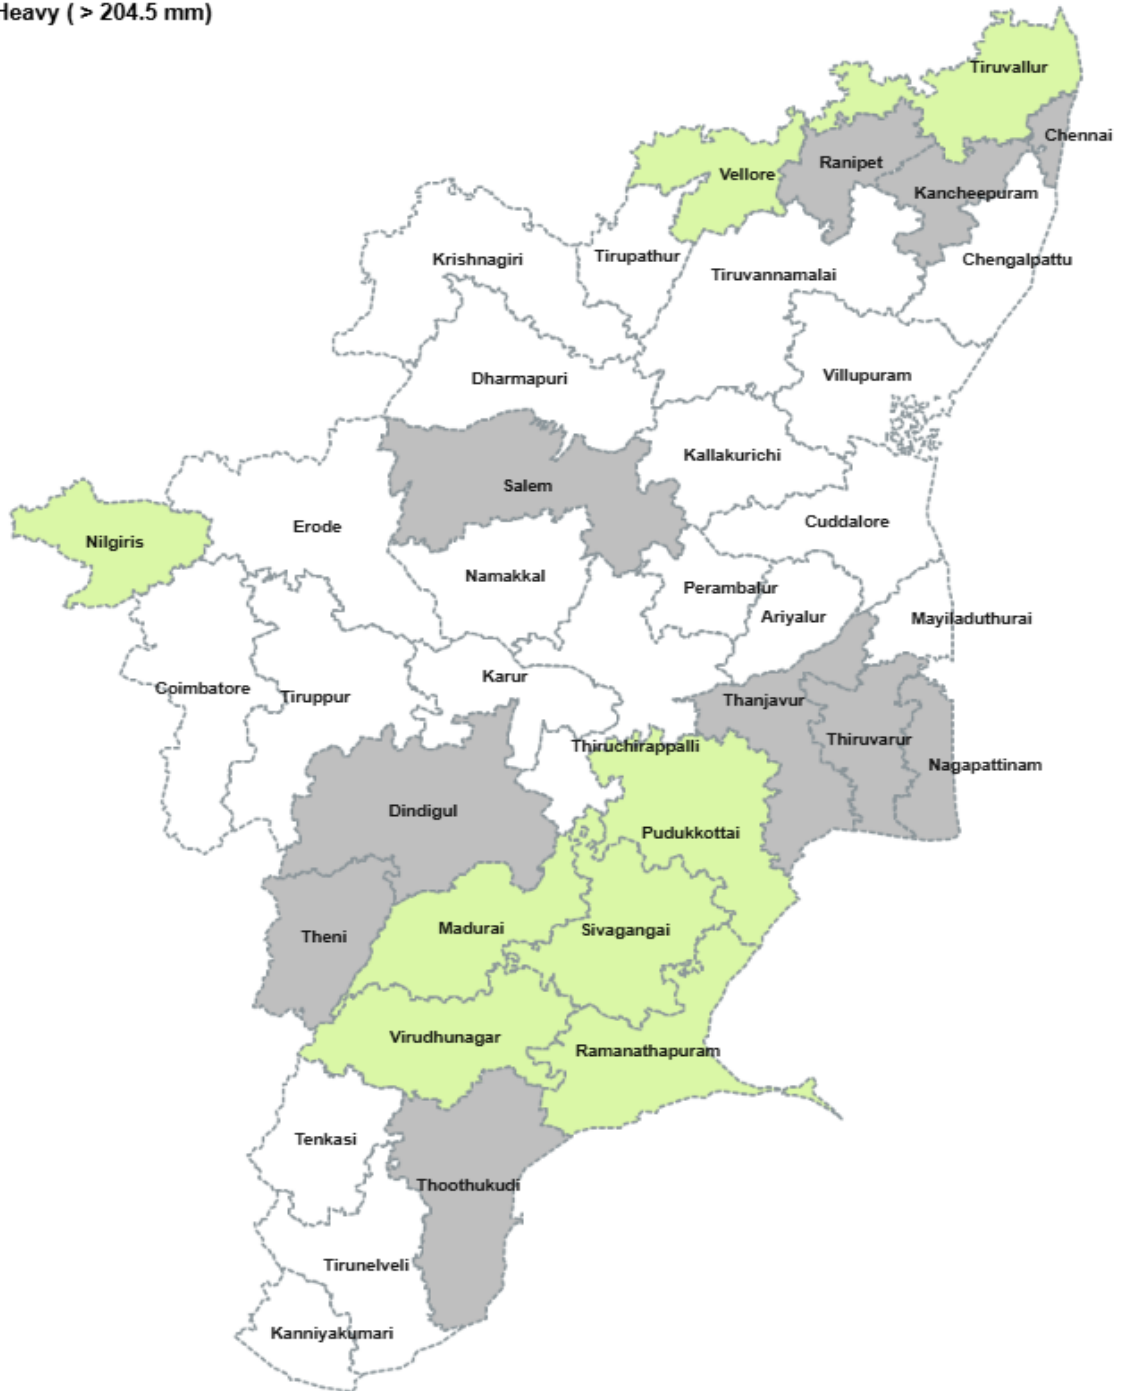 Heavy ( > 204.5 mm)
Tiruvallur
Chennai
Ranipet
Vellore
Kancheepuram
Krishnagiri
Tirupathur
Chengalpattu
Tiruvannamalai
Dharmapuri
Villupuram
Kallakurichi
Salem
Cuddalore
Erode
Nilgiris
Namakkal
Perambalur
Ariyalur
Mayiladuthurai
Karur
Coimbatore
Tiruppur
Thanjavur
Thiruvarur
Thiruchirappalli
Nagapattinam
Dindigul
Pudukkottai
Madurai
Sivagangai
Theni
Virudhunagar
Ramanathapuram
Tenkasi
Thoothukudi
Tirunelveli
Kanniyakumari